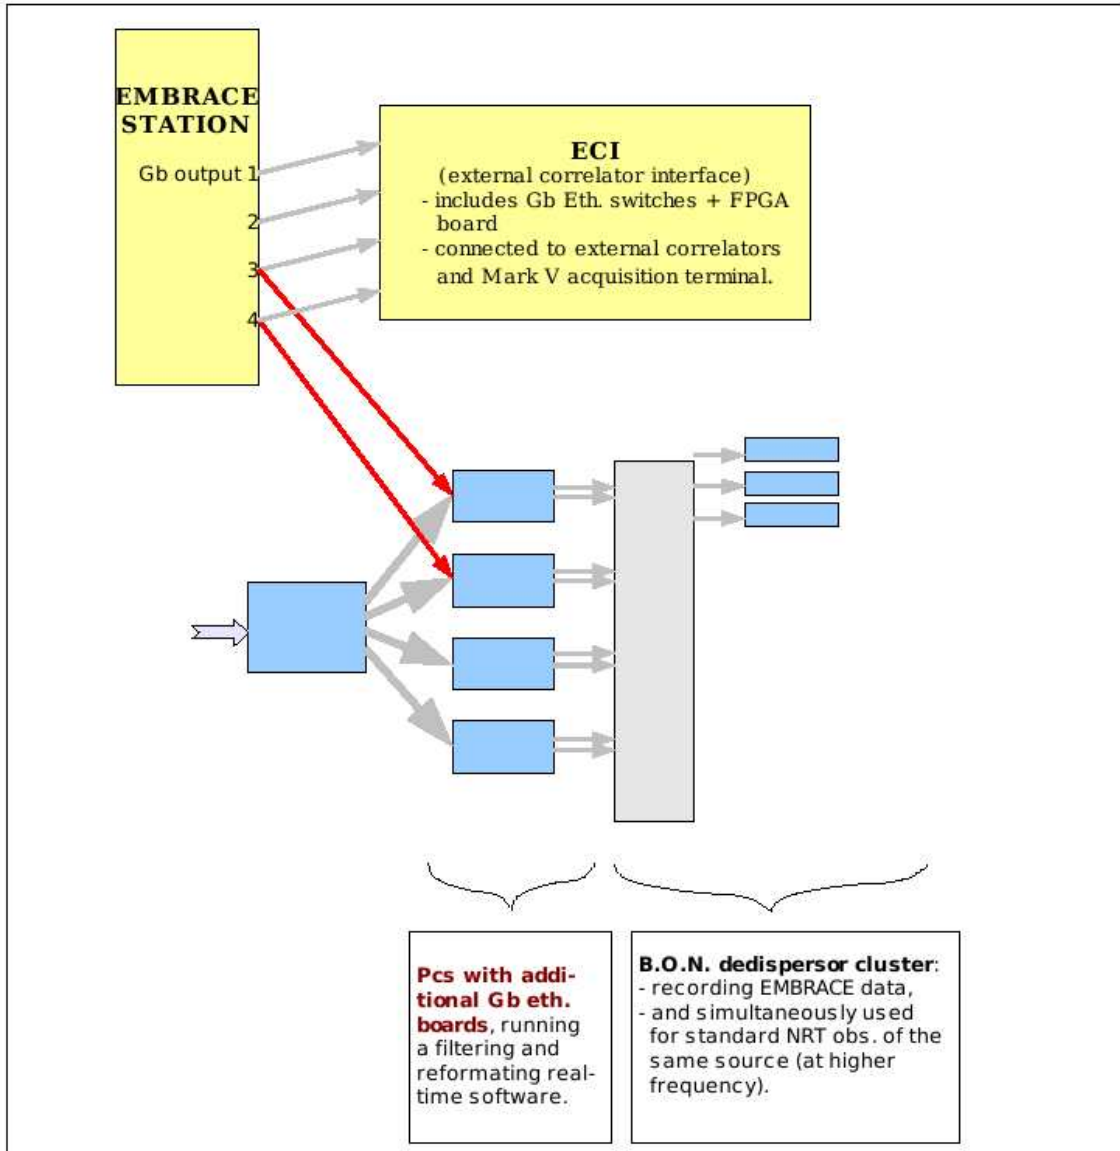 EMBRACE
STATION
Gb output 1
2
3
4
ECI
(external correlator interface)
- includes Gb Eth. switches + FPGA
board
- connected to external correlators
and Mark V acquisition terminal.
Pcs with addi-
tional Gb eth.
boards, running
a filtering and
reformating real-
time software.
B.O.N. dedispersor cluster:
- recording EMBRACE data,
- and simultaneously used
for standard NRT obs. of the
same source (at higher
frequency).